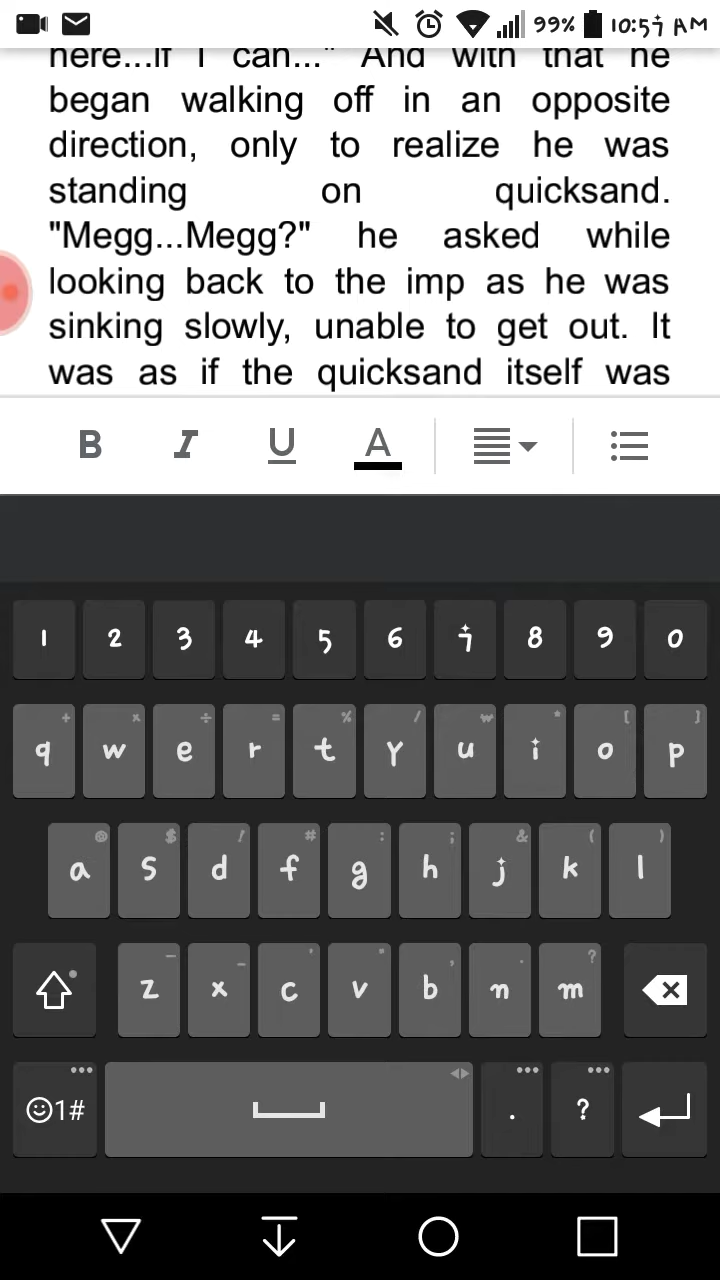 99% 10:57 AM
here...if I can..." And with that he
began walking off in an opposite
direction, only to realize he was
standing on quicksand.
"Megg...Megg?" he asked while
looking back to the imp as he was
sinking slowly, unable to get out. It
was as if the quicksand itself was
B I U A
1 2 3 4 5 6 7 8 9 0
+ × ÷ = % / ₩ * [ ]
q w e r t y u i o p
@ $ ! # : ; & ( )
a s d f g h j k l
- _ ' " , . ?
z x c v b n m
1# . ?